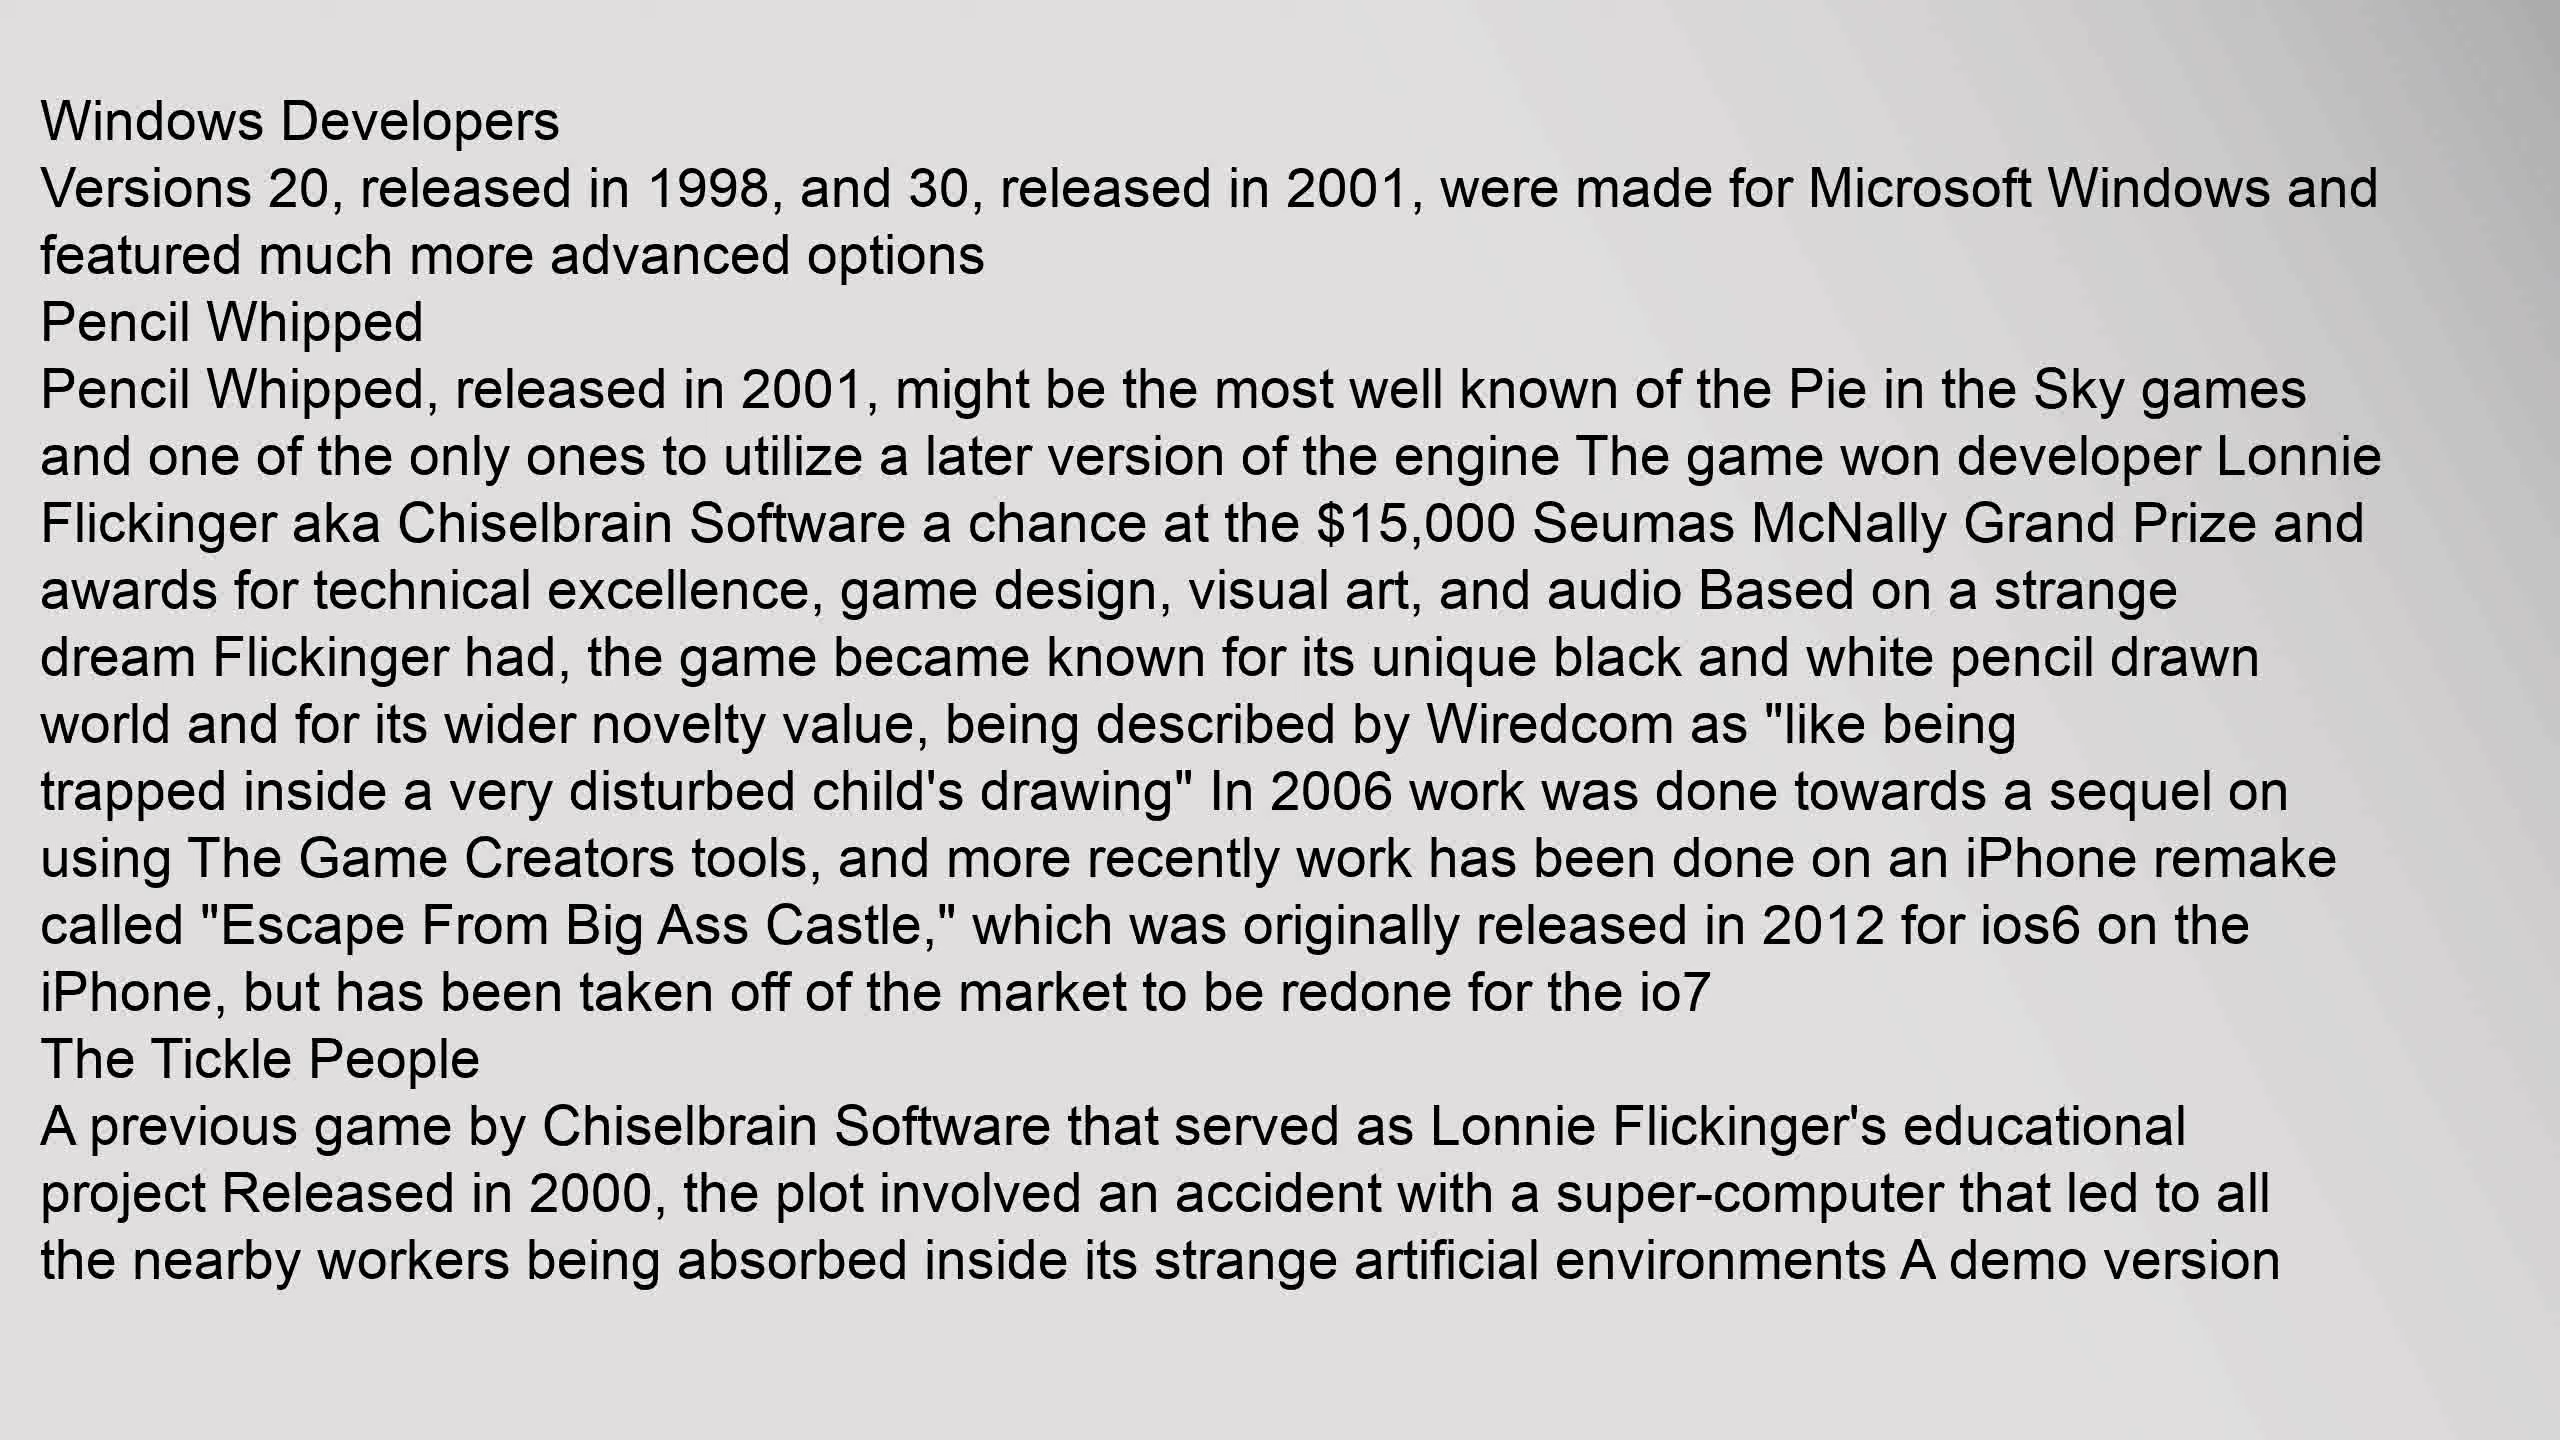 Windows Developers
Versions 20, released in 1998, and 30, released in 2001, were made for Microsoft Windows and
featured much more advanced options
Pencil Whipped
Pencil Whipped, released in 2001, might be the most well known of the Pie in the Sky games
and one of the only ones to utilize a later version of the engine The game won developer Lonnie
Flickinger aka Chiselbrain Software a chance at the $15,000 Seumas McNally Grand Prize and
awards for technical excellence, game design, visual art, and audio Based on a strange
dream Flickinger had, the game became known for its unique black and white pencil drawn
world and for its wider novelty value, being described by Wiredcom as "like being
trapped inside a very disturbed child's drawing" In 2006 work was done towards a sequel on
using The Game Creators tools, and more recently work has been done on an iPhone remake
called "Escape From Big Ass Castle," which was originally released in 2012 for ios6 on the
iPhone, but has been taken off of the market to be redone for the io7
The Tickle People
A previous game by Chiselbrain Software that served as Lonnie Flickinger's educational
project Released in 2000, the plot involved an accident with a super-computer that led to all
the nearby workers being absorbed inside its strange artificial environments A demo version